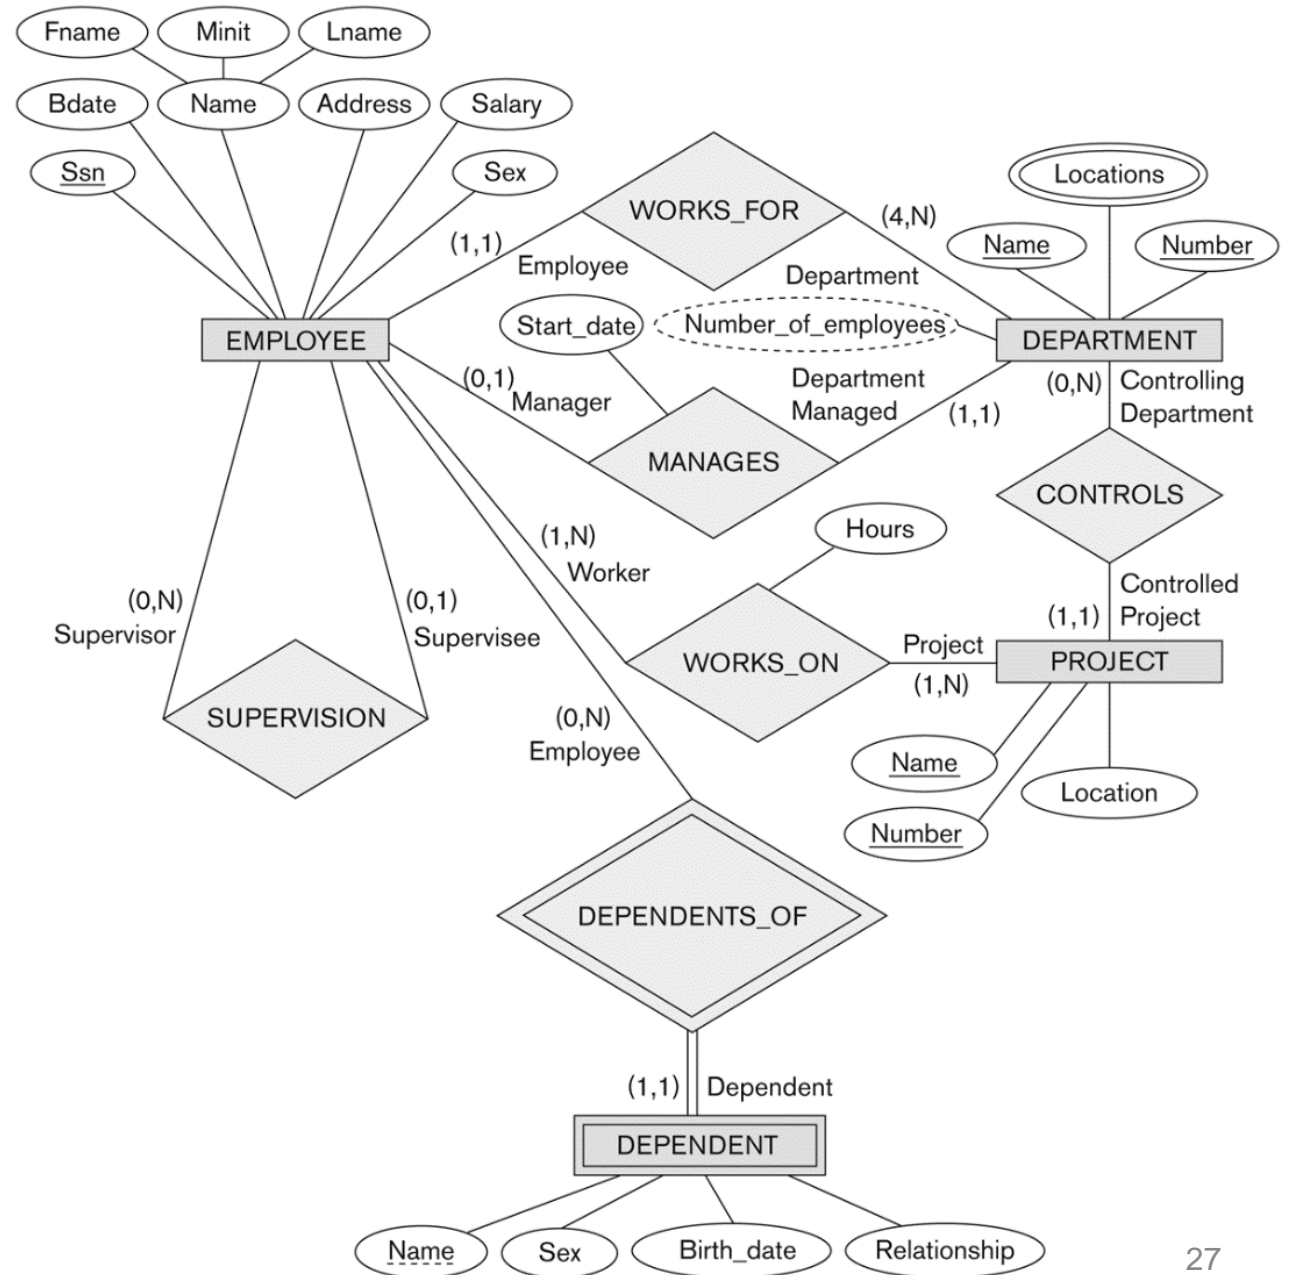 Fname
Minit
Lname
Bdate
Name
Address
Salary
Ssn
Sex
WORKS_FOR
Locations
Name
Number
(1,1)
Employee
(4,N)
Department
Start_date
Number_of_employees
EMPLOYEE
DEPARTMENT
(0,1)
Manager
Department
Managed
(1,1)
(0,N)
Controlling
Department
MANAGES
CONTROLS
Hours
(1,N)
Worker
Controlled
Project
(1,1)
(0,N)
Supervisor
(0,1)
Supervisee
WORKS_ON
Project
(1,N)
PROJECT
SUPERVISION
(0,N)
Employee
Name
Number
Location
DEPENDENTS_OF
(1,1)
Dependent
DEPENDENT
Name
Sex
Birth_date
Relationship
27